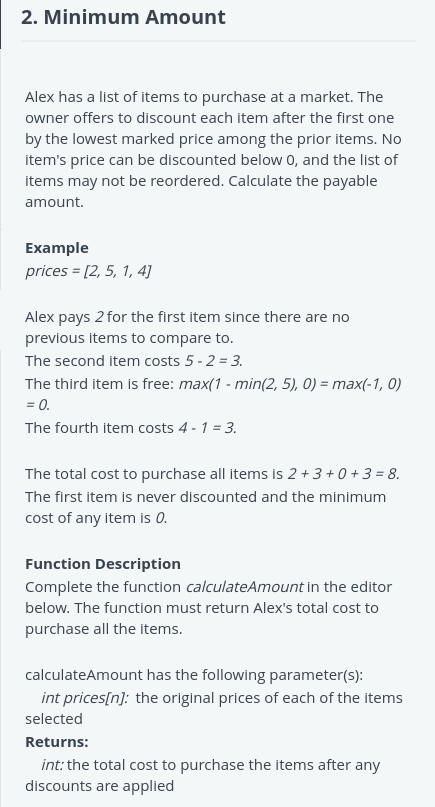 2. Minimum Amount
Alex has a list of items to purchase at a market. The
owner offers to discount each item after the first one
by the lowest marked price among the prior items. No
item's price can be discounted below 0, and the list of
items may not be reordered. Calculate the payable
amount.
Example
prices = [2, 5, 1, 4]
Alex pays 2 for the first item since there are no
previous items to compare to.
The second item costs 5 - 2 = 3.
The third item is free: max(1 - min(2, 5), 0) = max(-1, 0)
= 0.
The fourth item costs 4 - 1 = 3.
The total cost to purchase all items is 2 + 3 + 0 + 3 = 8.
The first item is never discounted and the minimum
cost of any item is 0.
Function Description
Complete the function calculateAmount in the editor
below. The function must return Alex's total cost to
purchase all the items.
calculateAmount has the following parameter(s):
int prices[n]: the original prices of each of the items
selected
Returns:
int: the total cost to purchase the items after any
discounts are applied